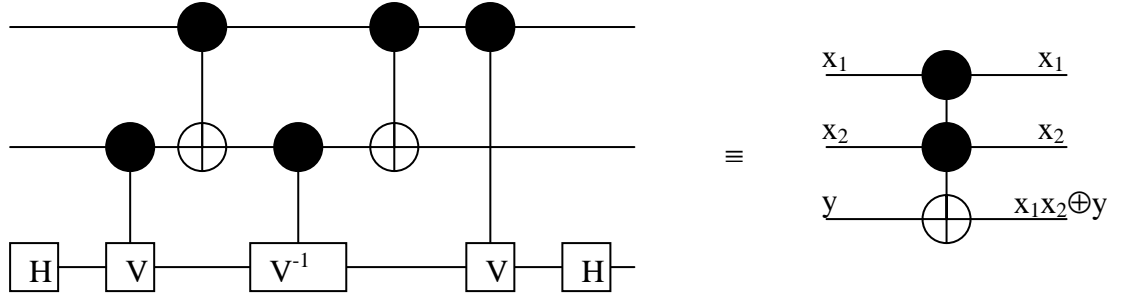 x₁ x₁
x₂ x₂
≡
y x₁x₂⊕y
H V V⁻¹ V H